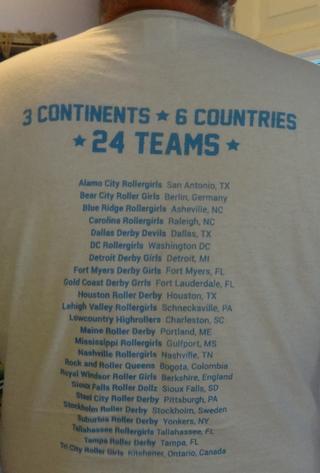 3 CONTINENTS ★ 6 COUNTRIES
★ 24 TEAMS ★
Alamo City Rollergirls San Antonio, TX
Bear City Roller Girls Berlin, Germany
Blue Ridge Rollergirls Asheville, NC
Carolina Rollergirls Raleigh, NC
Dallas Derby Devils Dallas, TX
DC Rollergirls Washington DC
Detroit Derby Girls Detroit, MI
Fort Myers Derby Girls Fort Myers, FL
Gold Coast Derby Grrls Fort Lauderdale, FL
Houston Roller Derby Houston, TX
Lehigh Valley Rollergirls Schnecksville, PA
Lowcountry Highrollers Charleston, SC
Maine Roller Derby Portland, ME
Mississippi Rollergirls Gulfport, MS
Nashville Rollergirls Nashville, TN
Rock and Roller Queens Bogota, Colombia
Royal Windsor Roller Girls Berkshire, England
Sioux Falls Roller Dollz Sioux Falls, SD
Steel City Roller Derby Pittsburgh, PA
Stockholm Roller Derby Stockholm, Sweden
Suburbia Roller Derby Yonkers, NY
Tallahassee Rollergirls Tallahassee, FL
Tampa Roller Derby Tampa, FL
Tri City Roller Girls Kitchener, Ontario, Canada